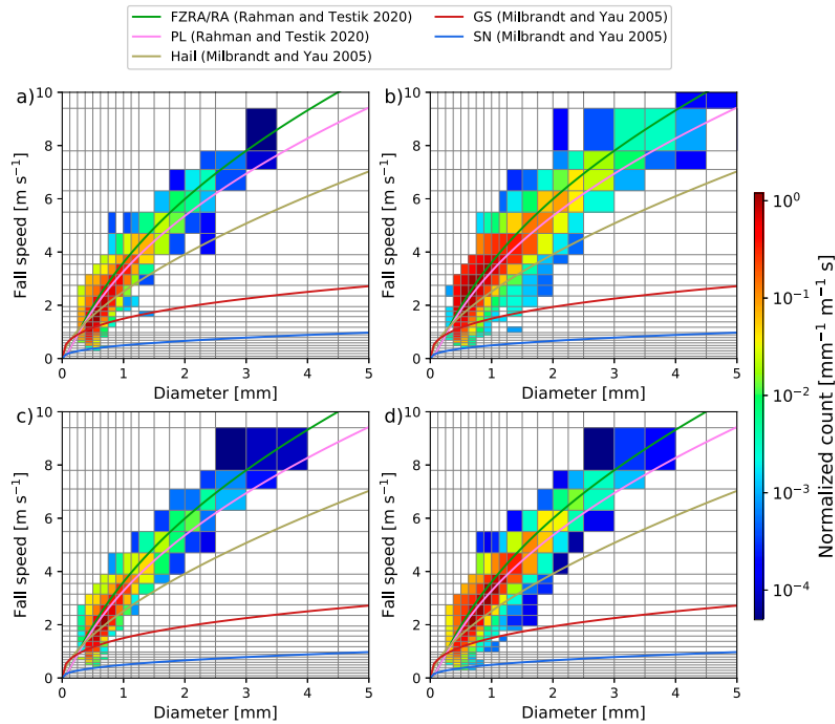 FZRA/RA (Rahman and Testik 2020)
PL (Rahman and Testik 2020)
Hail (Milbrandt and Yau 2005)
GS (Milbrandt and Yau 2005)
SN (Milbrandt and Yau 2005)
a)
10
8
6
4
2
0
Fall speed [m s⁻¹]
0 1 2 3 4 5
Diameter [mm]
b)
10
8
6
4
2
0
Fall speed [m s⁻¹]
0 1 2 3 4 5
Diameter [mm]
c)
10
8
6
4
2
0
Fall speed [m s⁻¹]
0 1 2 3 4 5
Diameter [mm]
d)
10
8
6
4
2
0
Fall speed [m s⁻¹]
0 1 2 3 4 5
Diameter [mm]
10⁰
10⁻¹
10⁻²
10⁻³
10⁻⁴
Normalized count [mm⁻¹ m⁻¹ s]